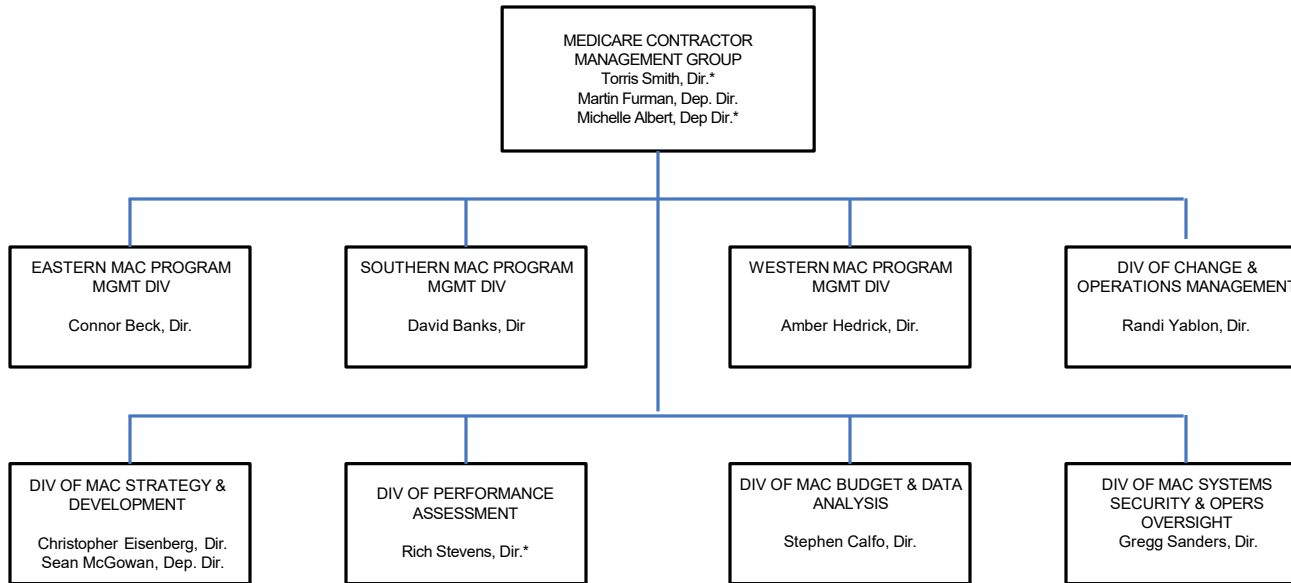 MEDICARE CONTRACTOR
MANAGEMENT GROUP
Torris Smith, Dir.*
Martin Furman, Dep. Dir.
Michelle Albert, Dep Dir.*
EASTERN MAC PROGRAM
MGMT DIV
Connor Beck, Dir.
SOUTHERN MAC PROGRAM
MGMT DIV
David Banks, Dir
WESTERN MAC PROGRAM
MGMT DIV
Amber Hedrick, Dir.
DIV OF CHANGE &
OPERATIONS MANAGEMENT
Randi Yablon, Dir.
DIV OF MAC STRATEGY &
DEVELOPMENT
Christopher Eisenberg, Dir.
Sean McGowan, Dep. Dir.
DIV OF PERFORMANCE
ASSESSMENT
Rich Stevens, Dir.*
DIV OF MAC BUDGET & DATA
ANALYSIS
Stephen Calfo, Dir.
DIV OF MAC SYSTEMS
SECURITY & OPERS
OVERSIGHT
Gregg Sanders, Dir.